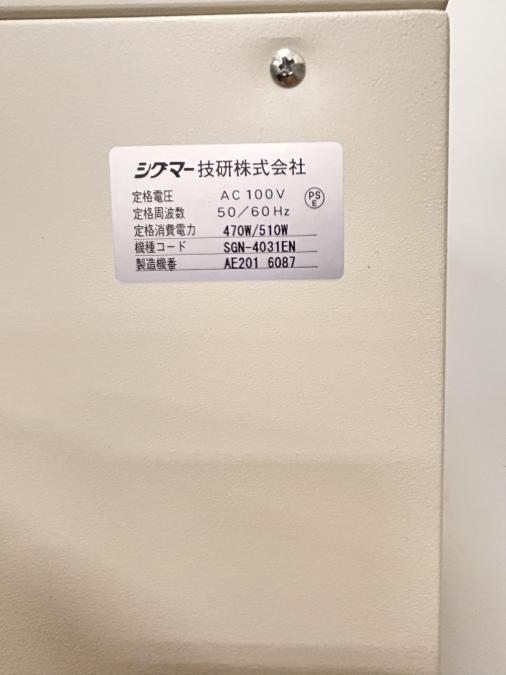 シグマー技研株式会社
定格電圧 AC 100V
定格周波数 50/60Hz
定格消費電力 470W/510W
機種コード SGN-4031EN
製造機番 AE201 6087
PS
E